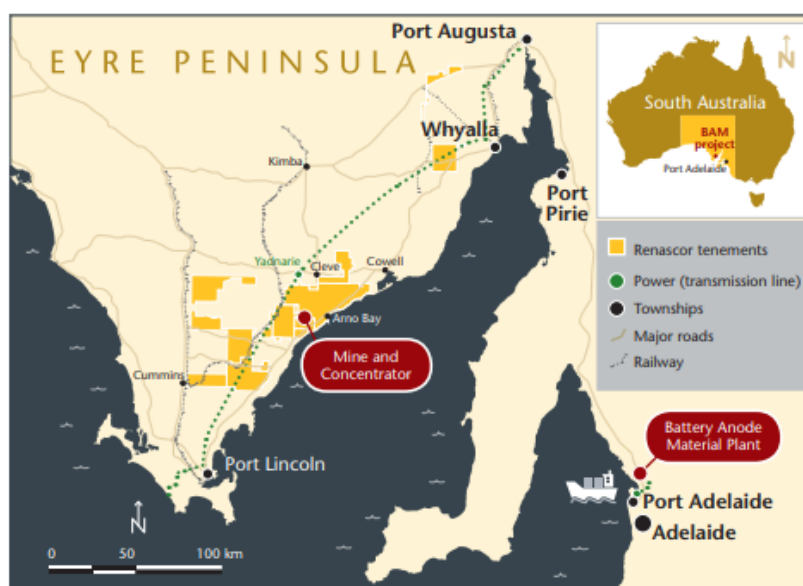 Port Augusta
EYRE PENINSULA
Whyalla
Kimba
Port
Pirie
Yadnarie
Cleve
Cowell
Arno Bay
Mine and
Concentrator
Cummins
Port Lincoln
N
0 50 100 km
N
South Australia
BAM
project
Port Adelaide
Renascor tenements
Power (transmission line)
Townships
Major roads
Railway
Battery Anode
Material Plant
Port Adelaide
Adelaide